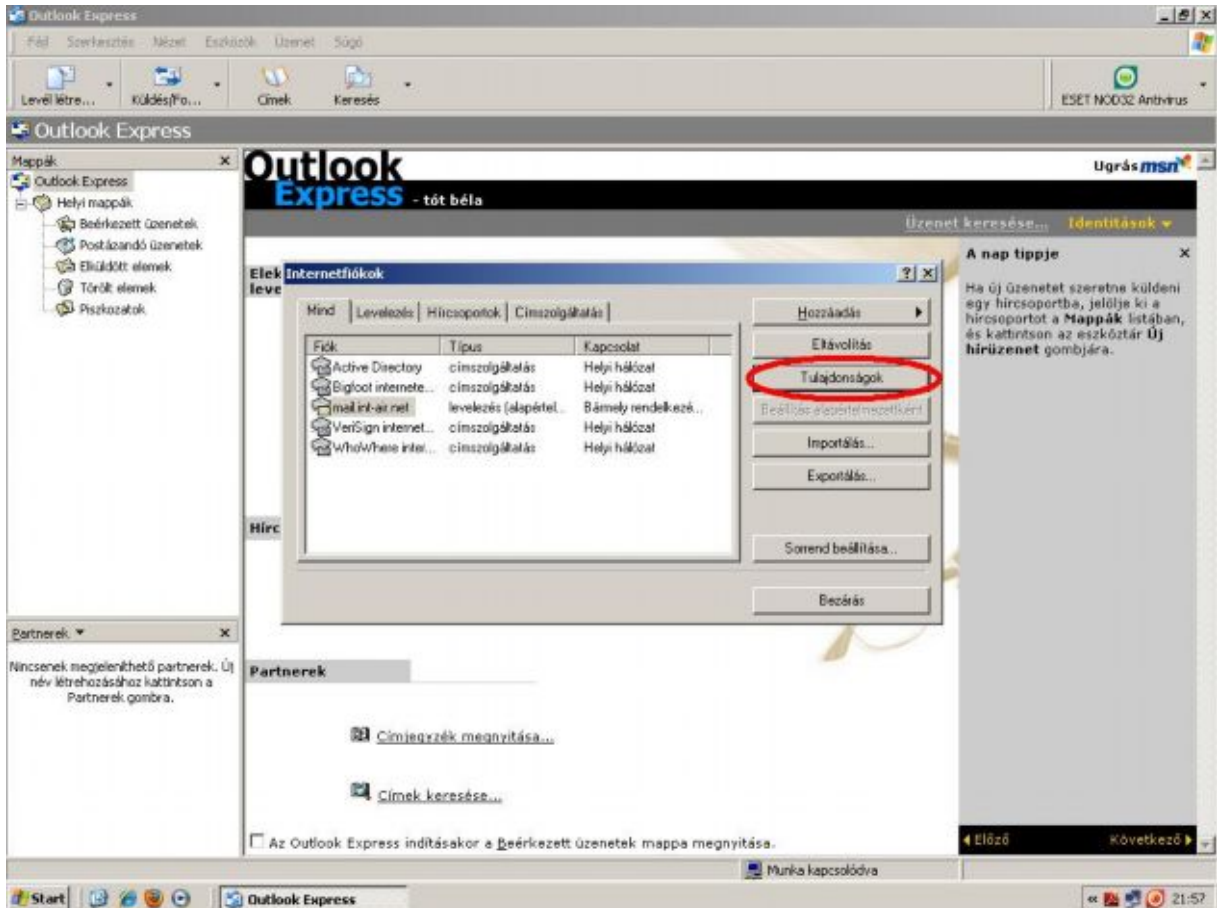 Outlook Express
Fájl Szerkesztés Nézet Eszközök Üzenet Súgó
Levél létre... Küldés/Fo... Címek Keresés ESET NOD32 Antivirus
Outlook Express
Mappák
Outlook Express
Helyi mappák
Beérkezett üzenetek
Postázandó üzenetek
Elküldött elemek
Törölt elemek
Piszkozatok
Outlook
Express - tót béla
Ugrás msn
Üzenet keresése... Identitások
Elek
leve
Internetfiókok
Mind Levelezés Hírcsoportok Címszolgáltatás
Fiók Típus Kapcsolat
Active Directory címszolgáltatás Helyi hálózat
Bigfoot internete... címszolgáltatás Helyi hálózat
mail.int-air.net levelezés (alapértel... Bármely rendelkezé...
VeriSign internet... címszolgáltatás Helyi hálózat
WhoWhere inter... címszolgáltatás Helyi hálózat
Hozzáadás
Eltávolítás
Tulajdonságok
Beállítás alapértelmezettként
Importálás...
Exportálás...
Sorrend beállítása...
Bezárás
Hírc
A nap tippje
Ha új üzenetet szeretne küldeni
egy hírcsoportba, jelölje ki a
hírcsoportot a Mappák listában,
és kattintson az eszköztár Új
hírüzenet gombjára.
Partnerek
Nincsenek megjeleníthető partnerek. Új
név létrehozásához kattintson a
Partnerek gombra.
Partnerek
Címjegyzék megnyitása...
Címek keresése...
Az Outlook Express indításakor a Beérkezett üzenetek mappa megnyitása.
Előző Következő
Munka kapcsolódva
Start Outlook Express 21:57